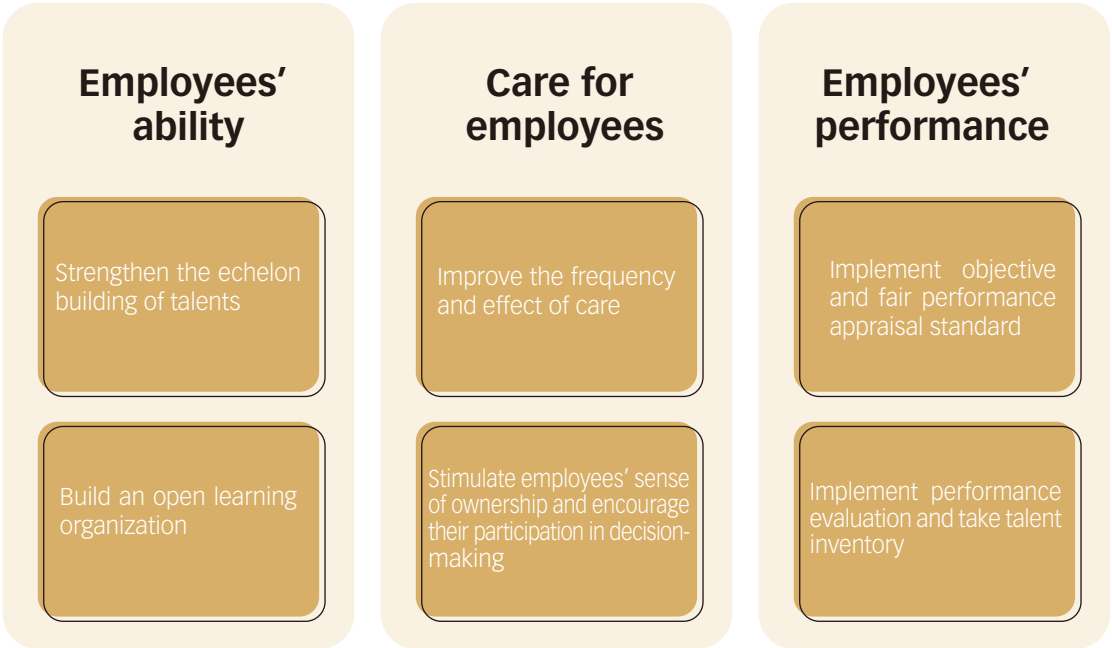 Employees’
ability
Strengthen the echelon
building of talents
Build an open learning
organization
Care for
employees
Improve the frequency
and effect of care
Stimulate employees’ sense
of ownership and encourage
their participation in decision-
making
Employees’
performance
Implement objective
and fair performance
appraisal standard
Implement performance
evaluation and take talent
inventory